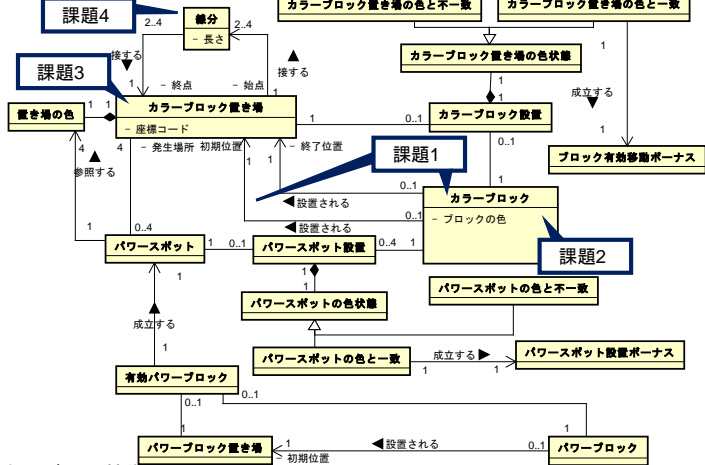 カラーブロック置き場の色と不一致
カラーブロック置き場の色と一致
課題4
線分
- 長さ
2..4
2..4
接する
接する
1
1
- 終点
- 始点
カラーブロック置き場の色状態
1
成立する
1
課題3
置き場の色
1
1
カラーブロック置き場
- 座標コード
1
0..1
1
カラーブロック設置
0..1
ブロック有効移動ボーナス
4
参照する
4
- 発生場所
初期位置
1
1
- 終了位置
課題1
1
0..1
設置される
0..1
設置される
カラーブロック
- ブロックの色
課題2
1
0..4
パワースポット
1
0..1
パワースポット設置
0..4
1
1
1
パワースポットの色状態
パワースポットの色と不一致
1
成立する
1
パワースポットの色と一致
1
成立する
1
パワースポット設置ボーナス
有効パワーブロック
0..1
0..1
1
1
パワーブロック置き場
1
- 初期位置
設置される
0..1
パワーブロック